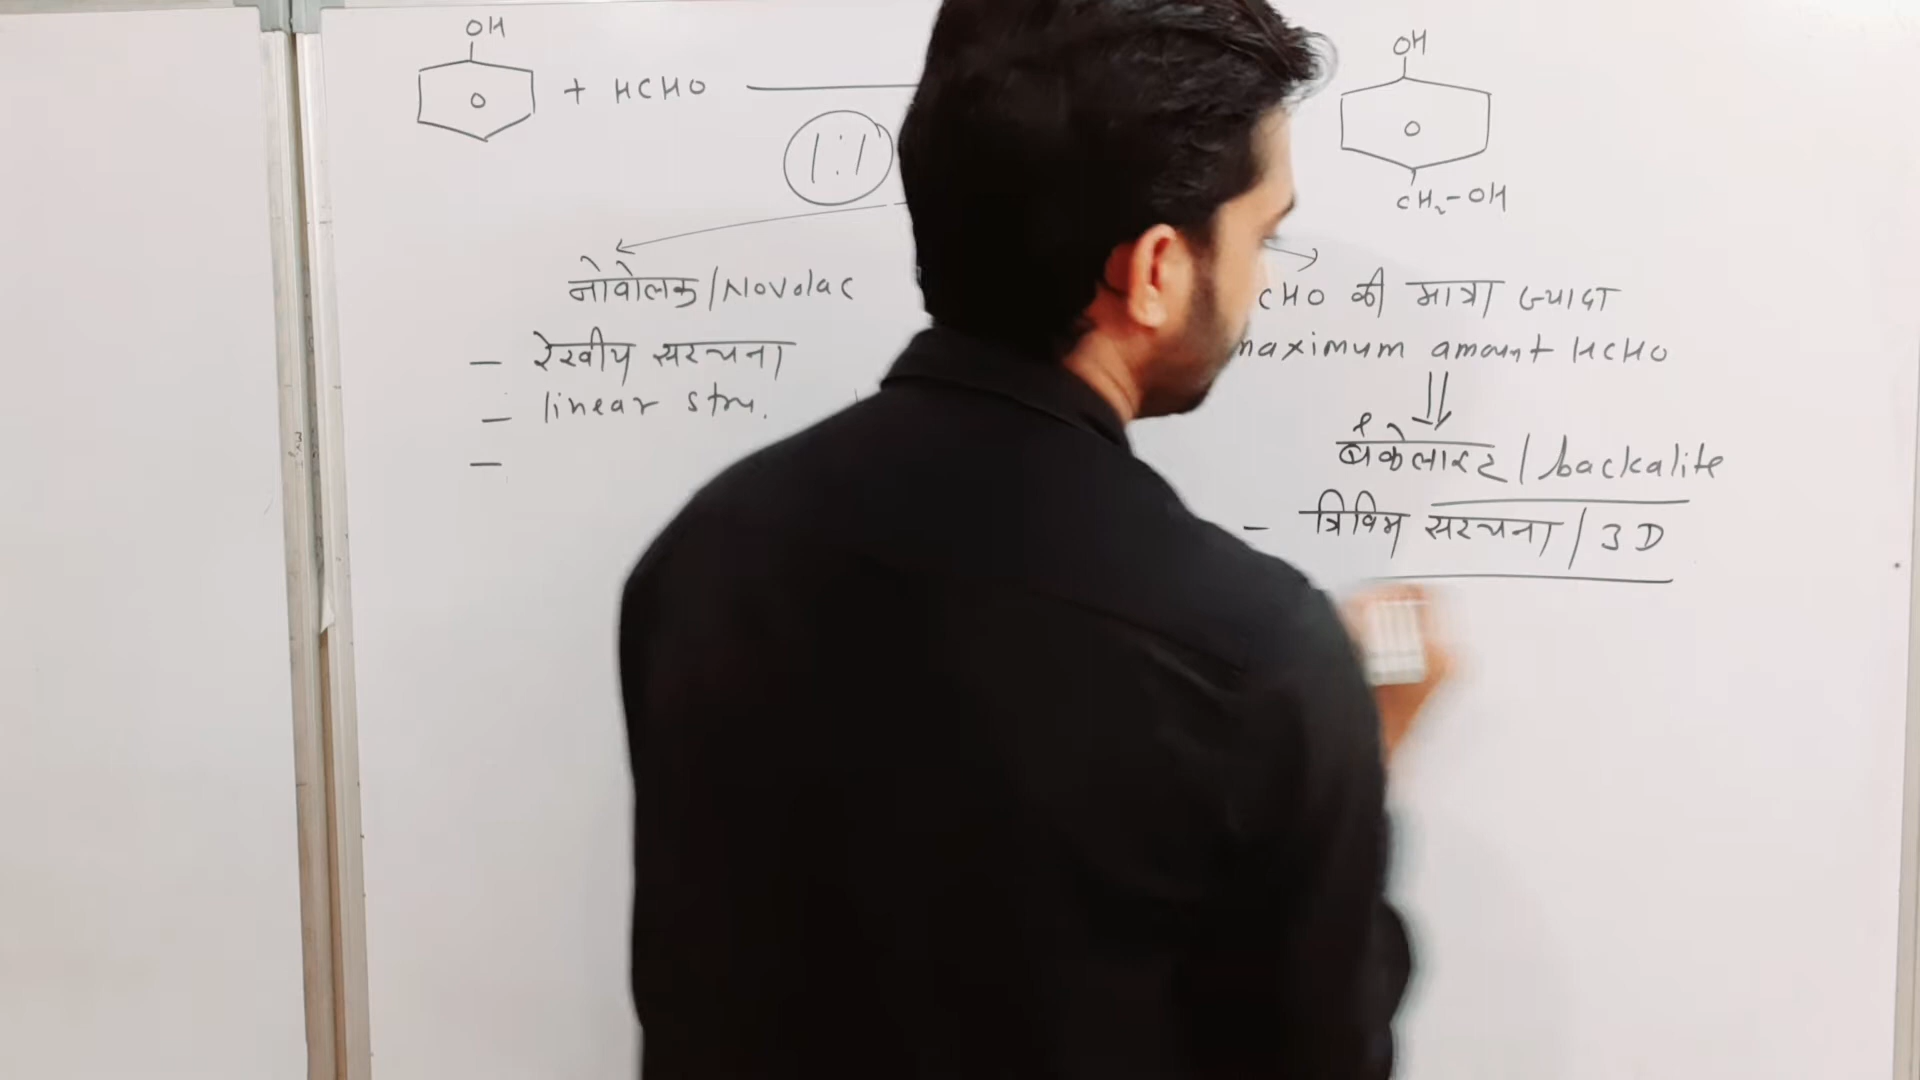 OH
+ HCHO
1:1
OH
CH₂-OH
नोवोलक/Novolac
- रेखीय सरचना
- linear stru.
-
CHO की मात्रा ज्यादा
maximum amount HCHO
बैकेलाइट/backalite
- त्रिविम सरचना/3D